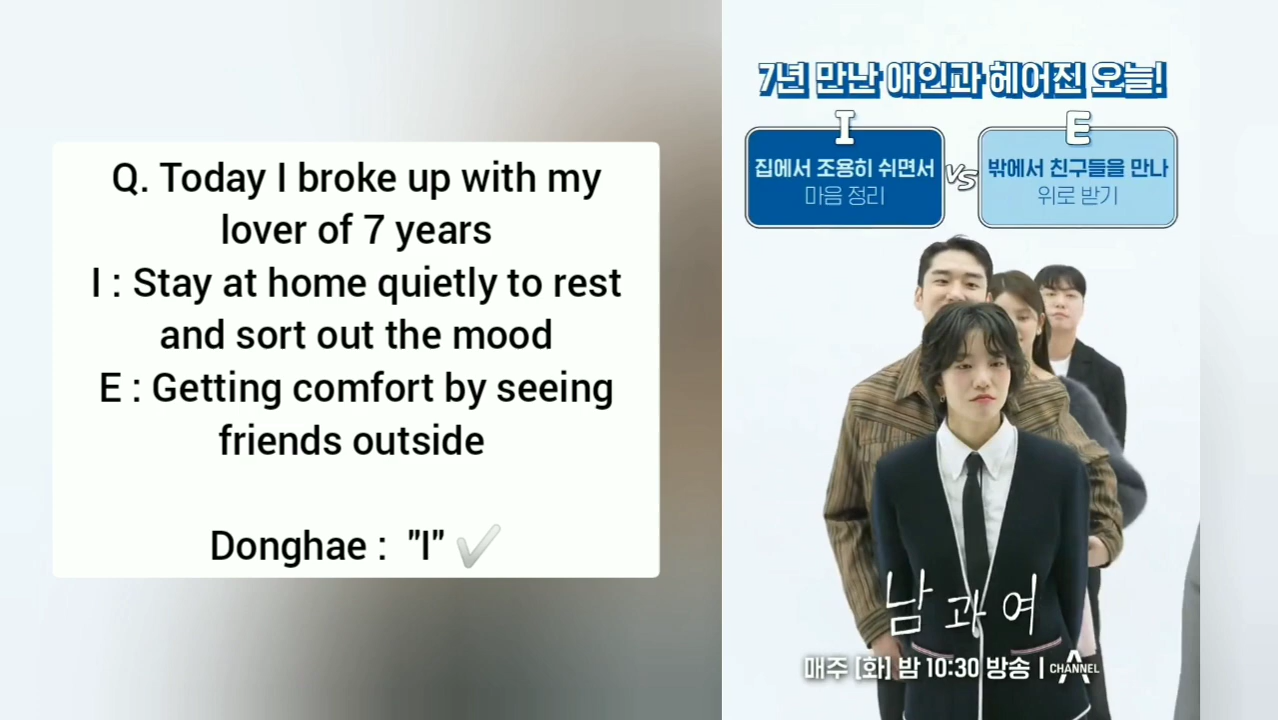 Q. Today I broke up with my
lover of 7 years
I : Stay at home quietly to rest
and sort out the mood
E : Getting comfort by seeing
friends outside
Donghae : "I" ✔
7년 만난 애인과 헤어진 오늘!
I
집에서 조용히 쉬면서
마음 정리
VS
E
밖에서 친구들을 만나
위로 받기
남과여
매주 [화] 밤 10:30 방송 | CHANNEL A